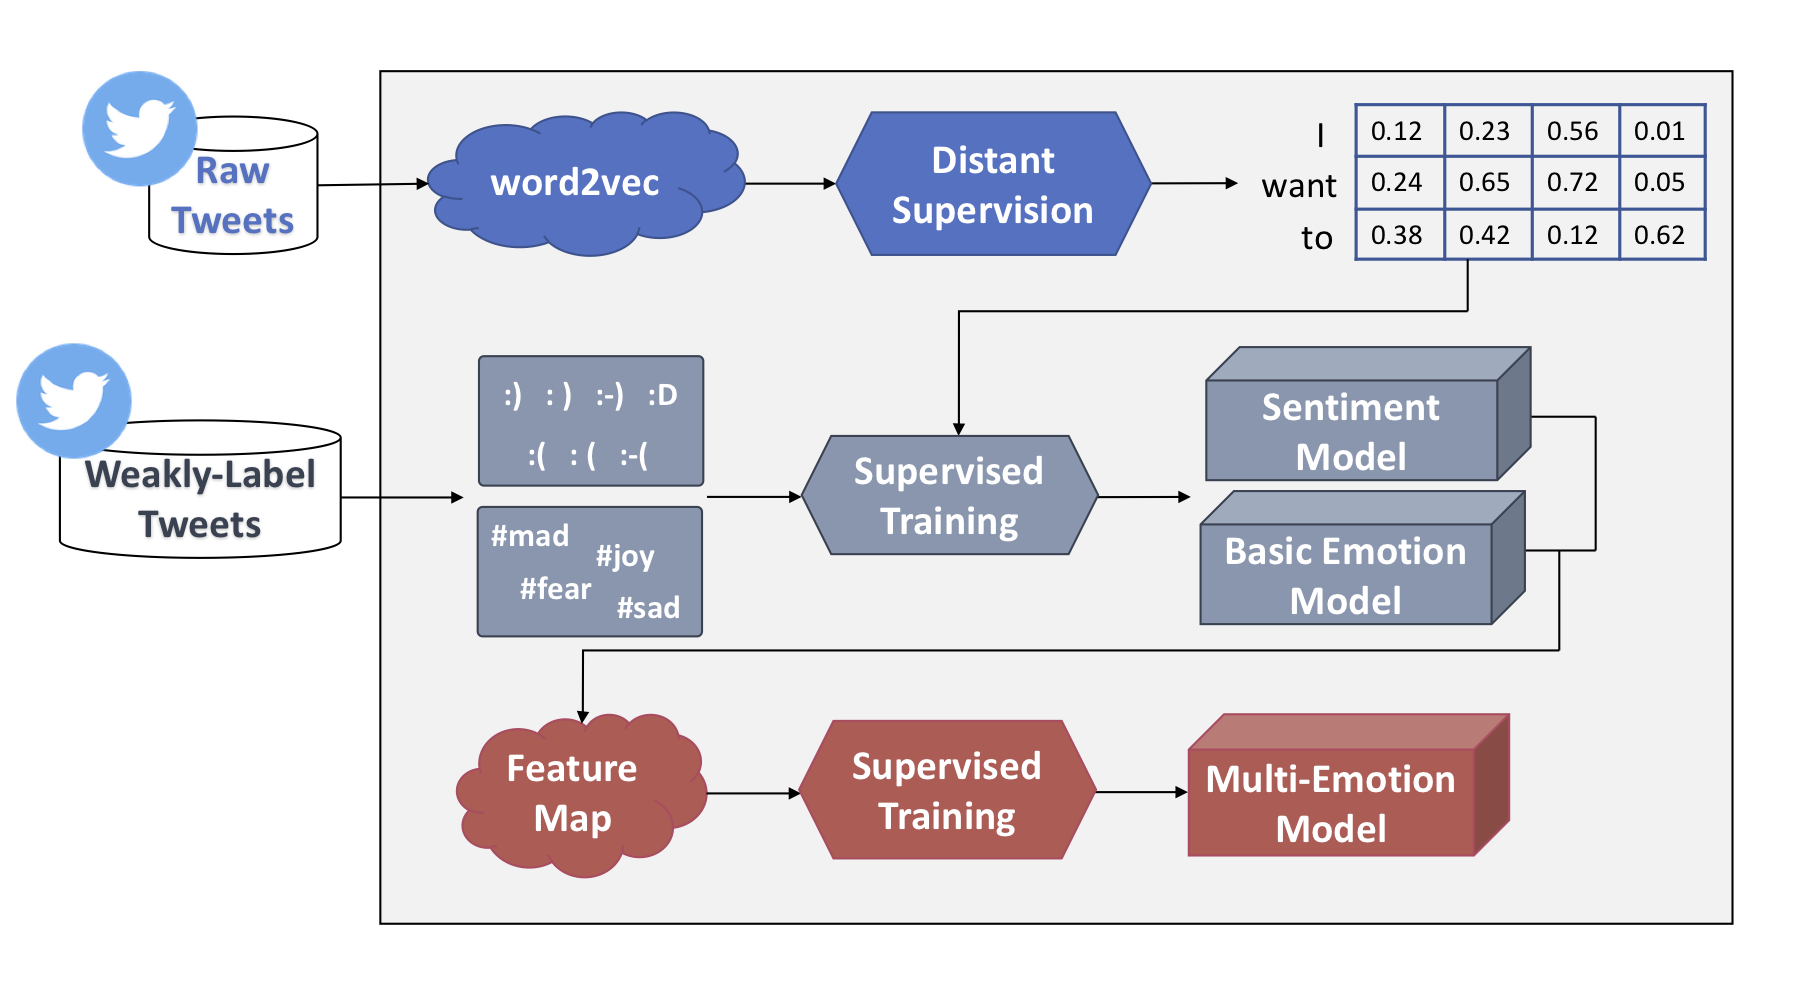 Raw
Tweets
word2vec
Distant
Supervision
I 0.12 0.23 0.56 0.01
want 0.24 0.65 0.72 0.05
to 0.38 0.42 0.12 0.62
Weakly-Label
Tweets
:) : ) :-) :D
:( : ( :-(
#mad
#joy
#fear
#sad
Supervised
Training
Sentiment
Model
Basic Emotion
Model
Feature
Map
Supervised
Training
Multi-Emotion
Model